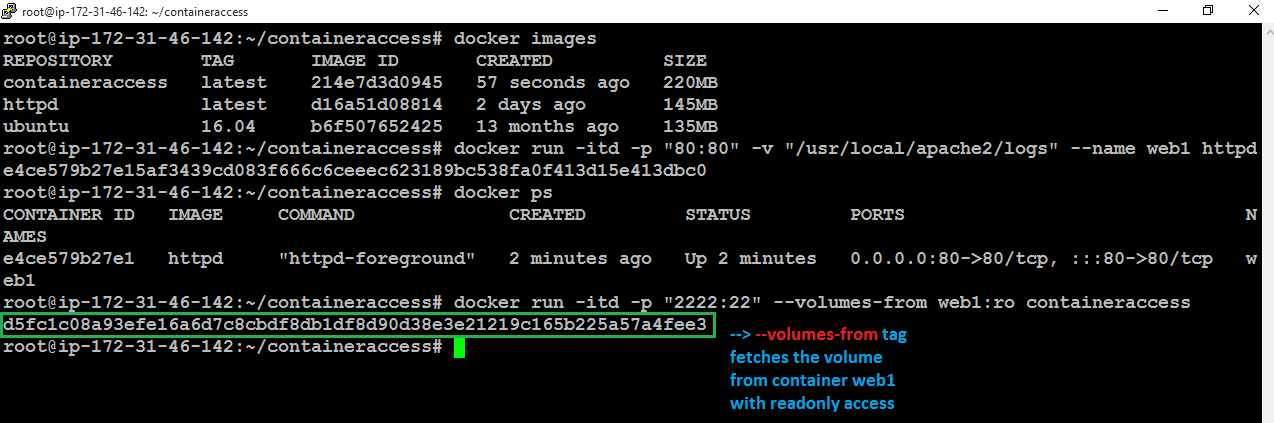 root@ip-172-31-46-142: ~/containeraccess
root@ip-172-31-46-142:~/containeraccess# docker images
REPOSITORY TAG IMAGE ID CREATED SIZE
containeraccess latest 214e7d3d0945 57 seconds ago 220MB
httpd latest d16a51d08814 2 days ago 145MB
ubuntu 16.04 b6f507652425 13 months ago 135MB
root@ip-172-31-46-142:~/containeraccess# docker run -itd -p "80:80" -v "/usr/local/apache2/logs" --name web1 httpd
e4ce579b27e15af3439cd083f666c6ceeec623189bc538fa0f413d15e413dbc0
root@ip-172-31-46-142:~/containeraccess# docker ps
CONTAINER ID IMAGE COMMAND CREATED STATUS PORTS N
AMES
e4ce579b27e1 httpd "httpd-foreground" 2 minutes ago Up 2 minutes 0.0.0.0:80->80/tcp, :::80->80/tcp w
eb1
root@ip-172-31-46-142:~/containeraccess# docker run -itd -p "2222:22" --volumes-from web1:ro containeraccess
d5fc1c08a93efe16a6d7c8cbdf8db1df8d90d38e3e21219c165b225a57a4fee3
root@ip-172-31-46-142:~/containeraccess#
--> --volumes-from tag
fetches the volume
from container web1
with readonly access